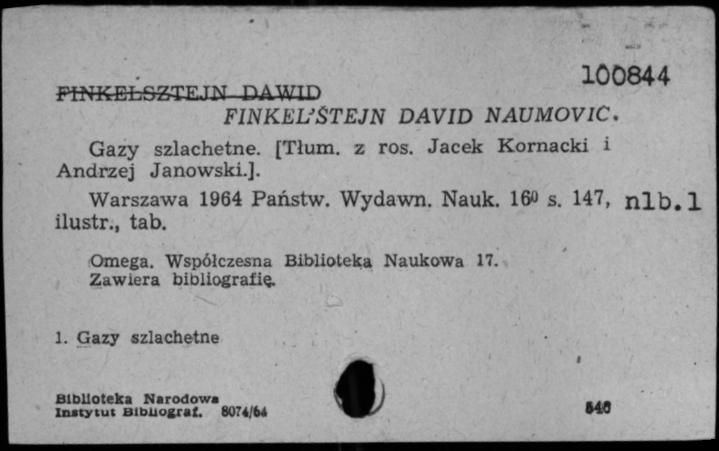 100844
FINKELSZTEJN DAWID
FINKEL'ŠTEJN DAVID NAUMOVIC.
Gazy szlachetne. [Tłum. z ros. Jacek Kornacki i
Andrzej Janowski.].
Warszawa 1964 Państw. Wydawn. Nauk. 16⁰ s. 147, nlb.1
ilustr., tab.
Omega. Współczesna Biblioteka Naukowa 17.
Zawiera bibliografię.
1. Gazy szlachetne
Biblioteka Narodowa
Instytut Bibliograf. 8074/64 546